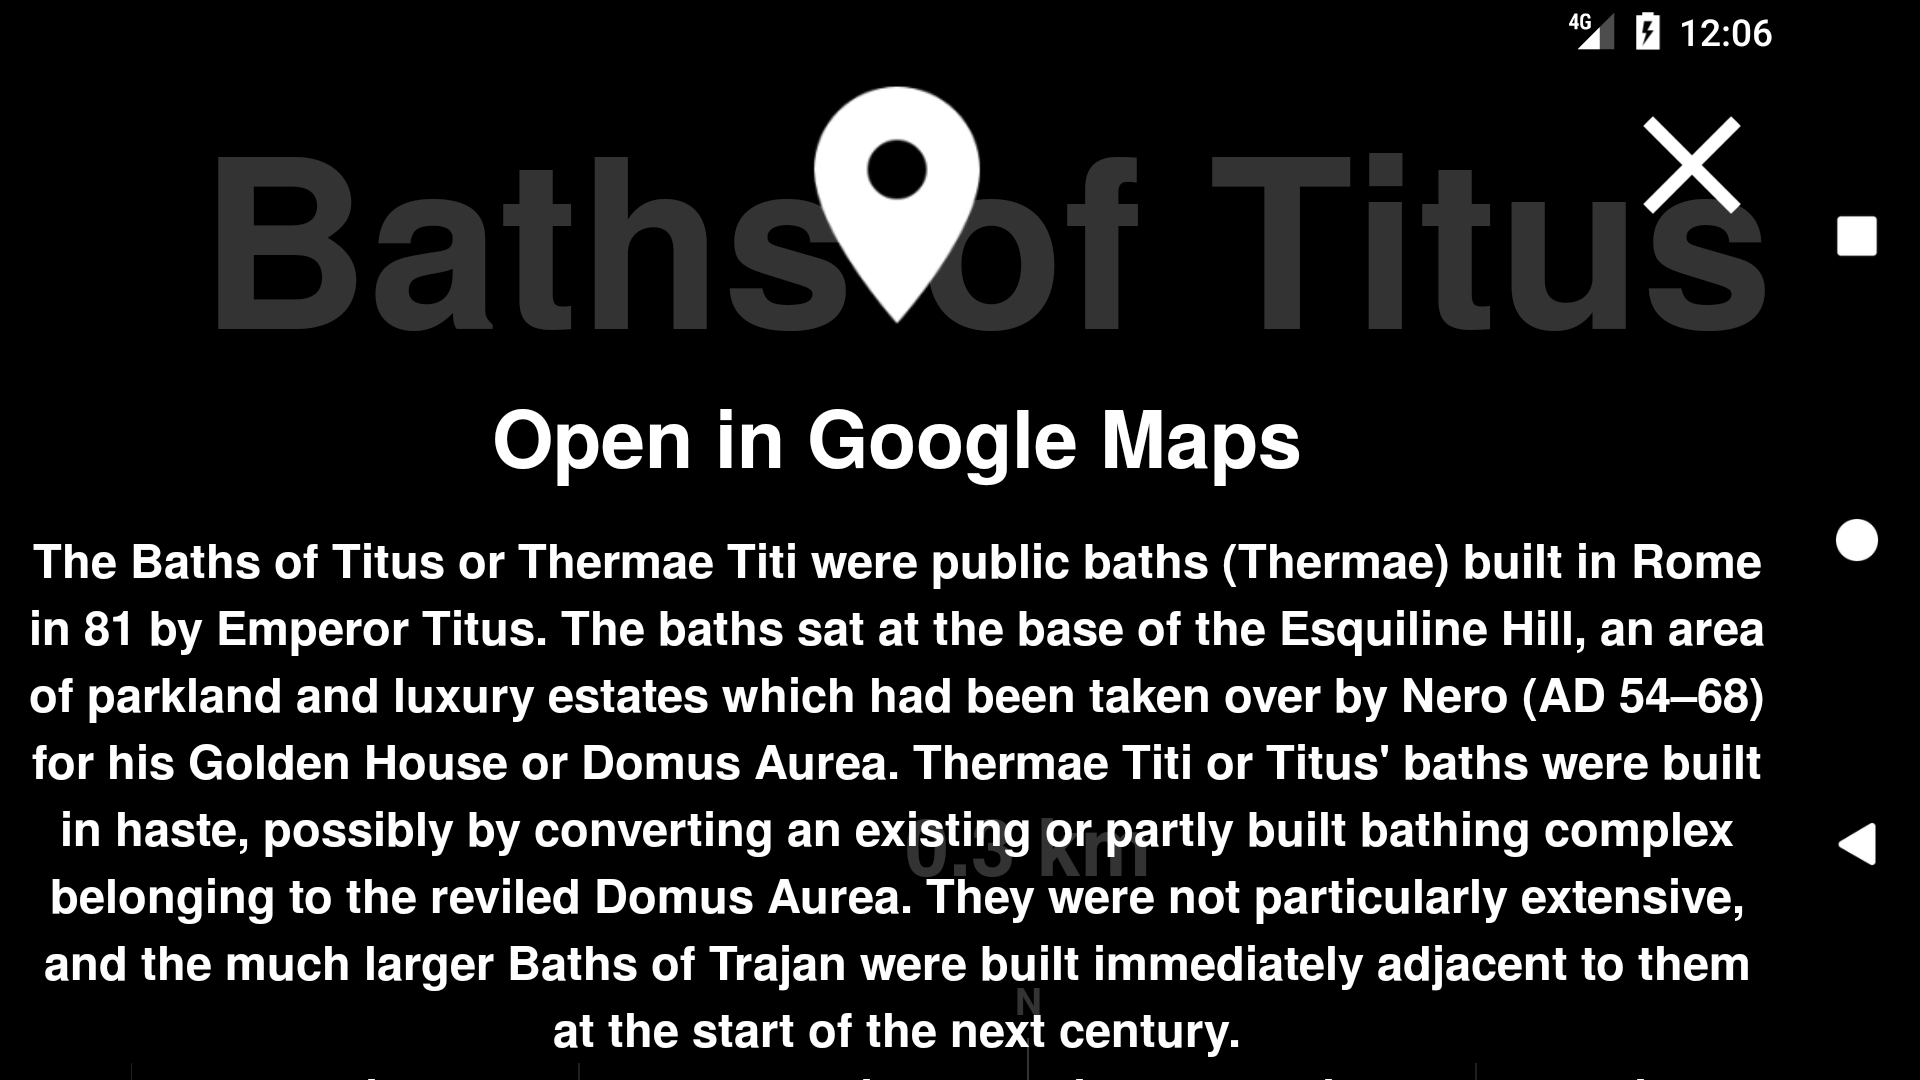 4G 12:06
Baths of Titus
Open in Google Maps
The Baths of Titus or Thermae Titi were public baths (Thermae) built in Rome
in 81 by Emperor Titus. The baths sat at the base of the Esquiline Hill, an area
of parkland and luxury estates which had been taken over by Nero (AD 54–68)
for his Golden House or Domus Aurea. Thermae Titi or Titus' baths were built
in haste, possibly by converting an existing or partly built bathing complex
0.3 km
belonging to the reviled Domus Aurea. They were not particularly extensive,
and the much larger Baths of Trajan were built immediately adjacent to them
N
at the start of the next century.